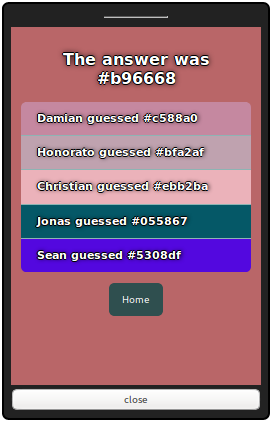 The answer was
#b96668
Damian guessed #c588a0
Honorato guessed #bfa2af
Christian guessed #ebb2ba
Jonas guessed #055867
Sean guessed #5308df
Home
close